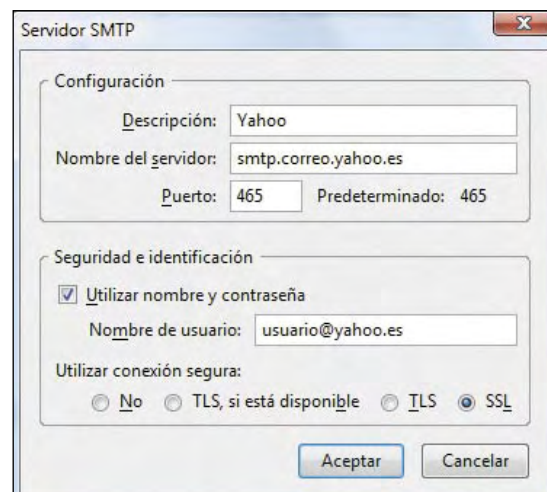 Servidor SMTP
Configuración
Descripción: Yahoo
Nombre del servidor: smtp.correo.yahoo.es
Puerto: 465 Predeterminado: 465
Seguridad e identificación
Utilizar nombre y contraseña
Nombre de usuario: usuario@yahoo.es
Utilizar conexión segura:
No TLS, si está disponible TLS SSL
Aceptar Cancelar